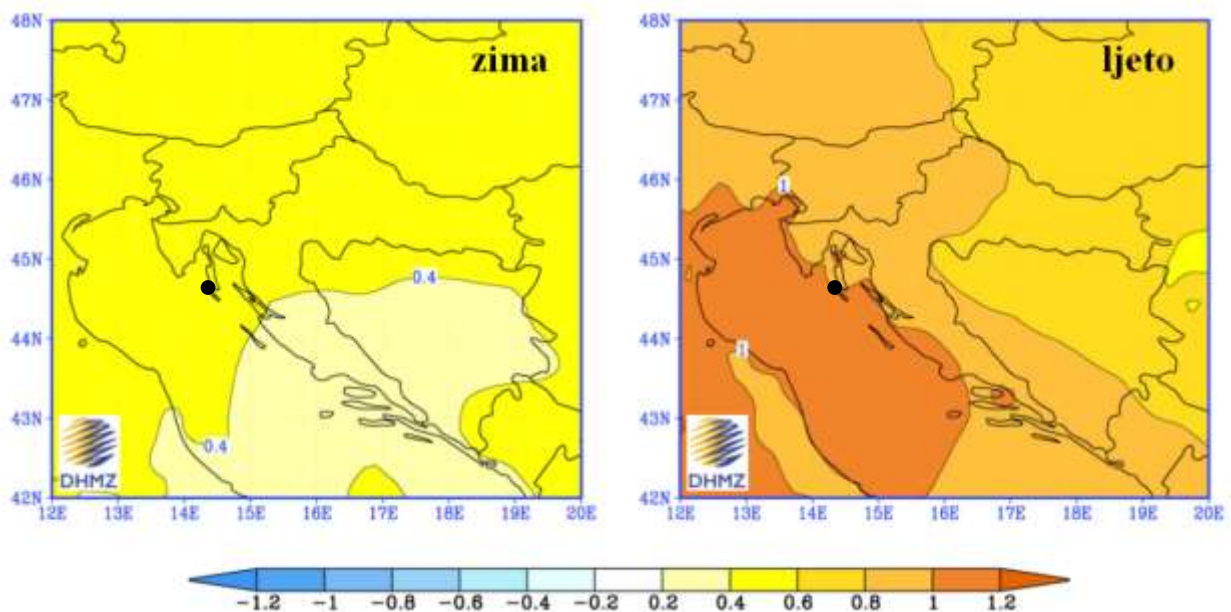 zima
48N
47N
46N
45N
44N
43N
42N
0.4
0.4
DHMZ
12E 13E 14E 15E 16E 17E 18E 19E 20E
ljeto
48N
47N
46N
45N
44N
43N
42N
1
1
DHMZ
12E 13E 14E 15E 16E 17E 18E 19E 20E
-1.2 -1 -0.8 -0.6 -0.4 -0.2 0.2 0.4 0.6 0.8 1 1.2